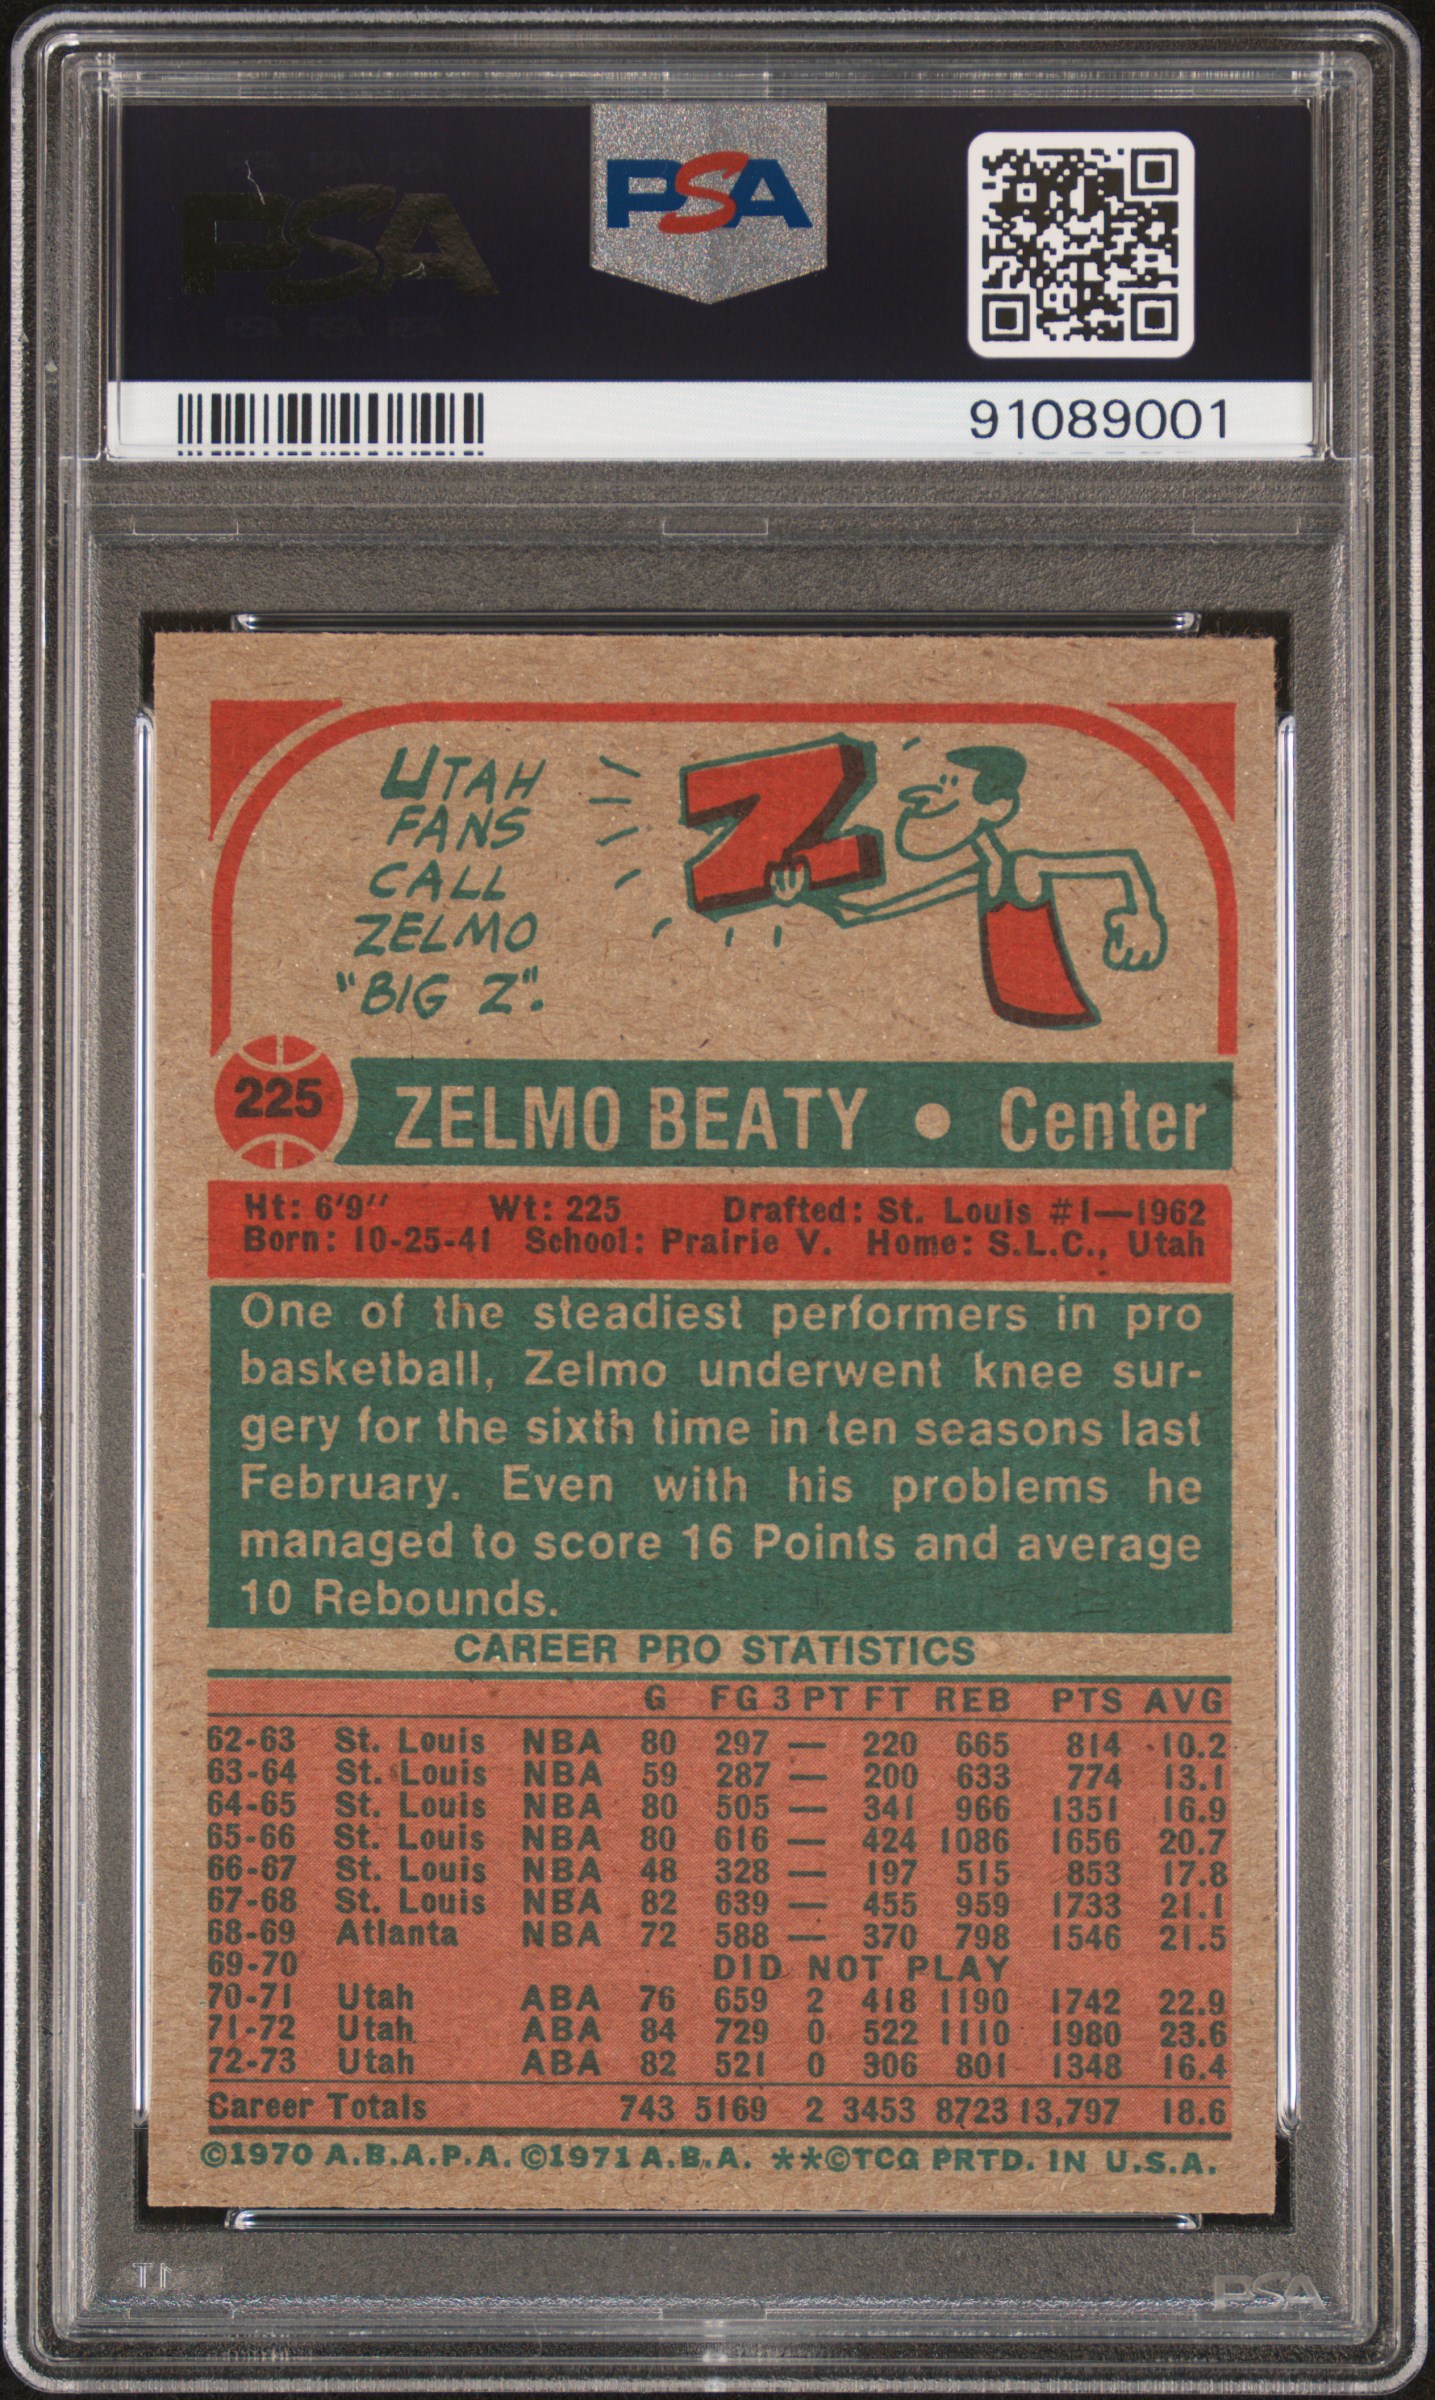 PSA
PSA
91089001
UTAH
FANS
CALL
ZELMO
"BIG Z".
Z
225
ZELMO BEATY • Center
Ht: 6'9'' Wt: 225 Drafted: St. Louis #1—1962
Born: 10-25-41 School: Prairie V. Home: S.L.C., Utah
One of the steadiest performers in pro
basketball, Zelmo underwent knee sur-
gery for the sixth time in ten seasons last
February. Even with his problems he
managed to score 16 Points and average
10 Rebounds.
CAREER PRO STATISTICS
G FG 3 PT FT REB PTS AVG
62-63 St. Louis NBA 80 297 — 220 665 814 10.2
63-64 St. Louis NBA 59 287 — 200 633 774 13.1
64-65 St. Louis NBA 80 505 — 341 966 1351 16.9
65-66 St. Louis NBA 80 616 — 424 1086 1656 20.7
66-67 St. Louis NBA 48 328 — 197 515 853 17.8
67-68 St. Louis NBA 82 639 — 455 959 1733 21.1
68-69 Atlanta NBA 72 588 — 370 798 1546 21.5
69-70 DID NOT PLAY
70-71 Utah ABA 76 659 2 418 1190 1742 22.9
71-72 Utah ABA 84 729 0 522 1110 1980 23.6
72-73 Utah ABA 82 521 0 306 801 1348 16.4
Career Totals 743 5169 2 3453 8723 13,797 18.6
©1970 A.B.A.P.A. ©1971 A.B.A. **©TCG PRTD. IN U.S.A.
PSA